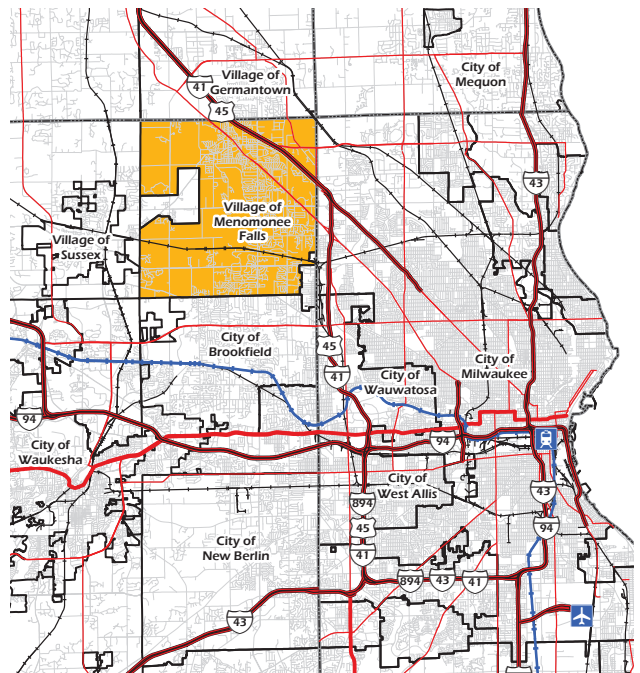 Village of
Germantown
City of
Mequon
41
45
43
Village of
Menomonee
Falls
Village of
Sussex
City of
Brookfield
45
41
City of
Wauwatosa
City of
Milwaukee
94
City of
Waukesha
94
City of
West Allis
43
894
45
94
41
City of
New Berlin
894
43
41
43